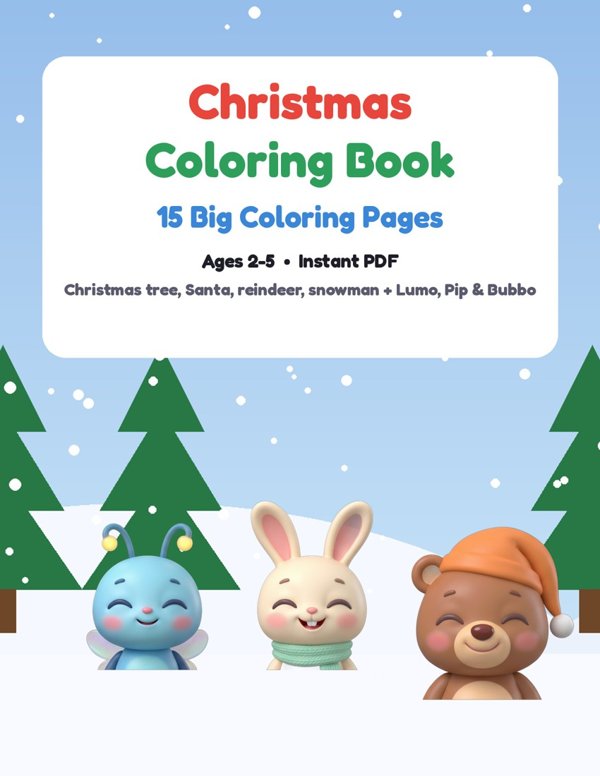 Christmas
Coloring Book
15 Big Coloring Pages
Ages 2-5 • Instant PDF
Christmas tree, Santa, reindeer, snowman + Lumo, Pip & Bubbo